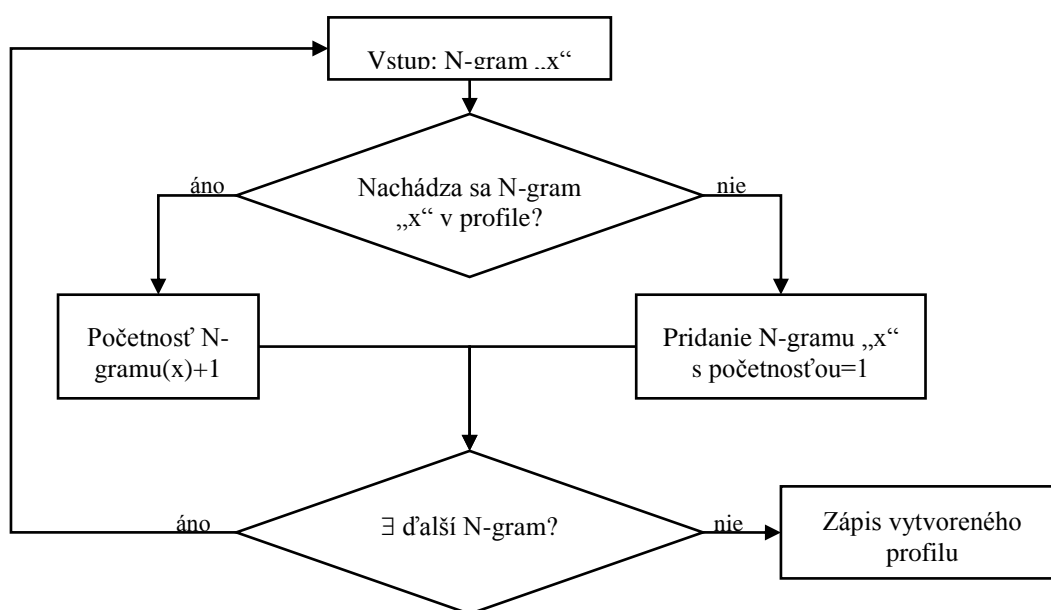 Vstup: N-gram „x“
áno
Nachádza sa N-gram
„x“ v profile?
nie
Početnosť N-
gramu(x)+1
Pridanie N-gramu „x“
s početnosťou=1
áno
∃ ďalší N-gram?
nie
Zápis vytvoreného
profilu